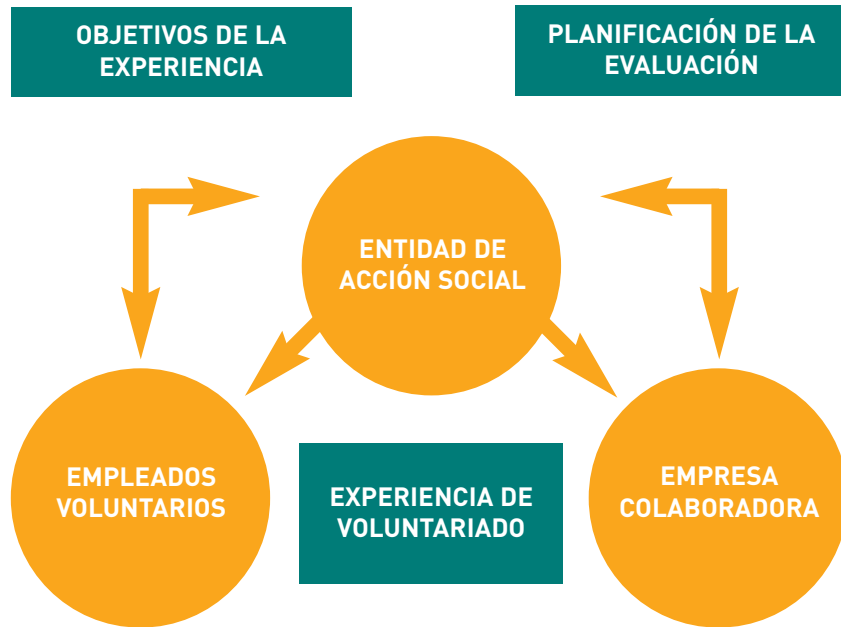 OBJETIVOS DE LA
EXPERIENCIA
PLANIFICACIÓN DE LA
EVALUACIÓN
ENTIDAD DE
ACCIÓN SOCIAL
EMPLEADOS
VOLUNTARIOS
EXPERIENCIA DE
VOLUNTARIADO
EMPRESA
COLABORADORA